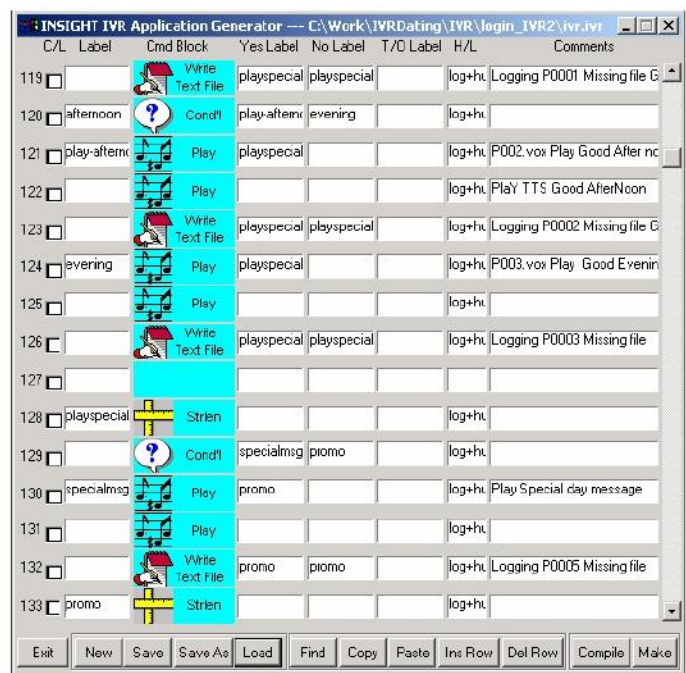 INSIGHT IVR Application Generator --- C:\Work\IVRDating\IVR\login_IVR2\ivr.ivr
C/L Label Cmd Block Yes Label No Label T/O Label H/L Comments
119 Write Text File playspecial playspecial log+hu Logging P0001 Missing file G
120 afternoon Cond'l play-afterno evening log+hu
121 play-afterno Play playspecial log+hu P002.vox Play Good After no
122 Play log+hu PlaY TTS Good AfterNoon
123 Write Text File playspecial playspecial log+hu Logging P0002 Missing file G
124 evening Play playspecial log+hu P003.vox Play Good Evenin
125 Play log+hu
126 Write Text File playspecial playspecial log+hu Logging P0003 Missing file
127
128 playspecial Strlen log+hu
129 Cond'l specialmsg promo log+hu
130 specialmsg Play promo log+hu Play Special day message
131 Play log+hu
132 Write Text File promo promo log+hu Logging P0005 Missing file
133 promo Strlen log+hu
Exit New Save Save As Load Find Copy Paste Ins Row Del Row Compile Make